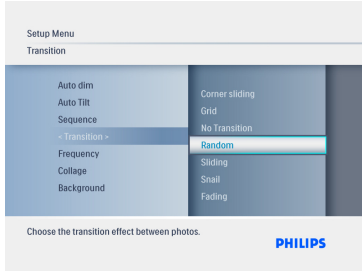 Setup Menu
Transition
Auto dim
Auto Tilt
Sequence
« Transition »
Frequency
Collage
Background
Corner sliding
Grid
No Transition
Random
Sliding
Snail
Fading
Choose the transition effect between photos.
PHILIPS